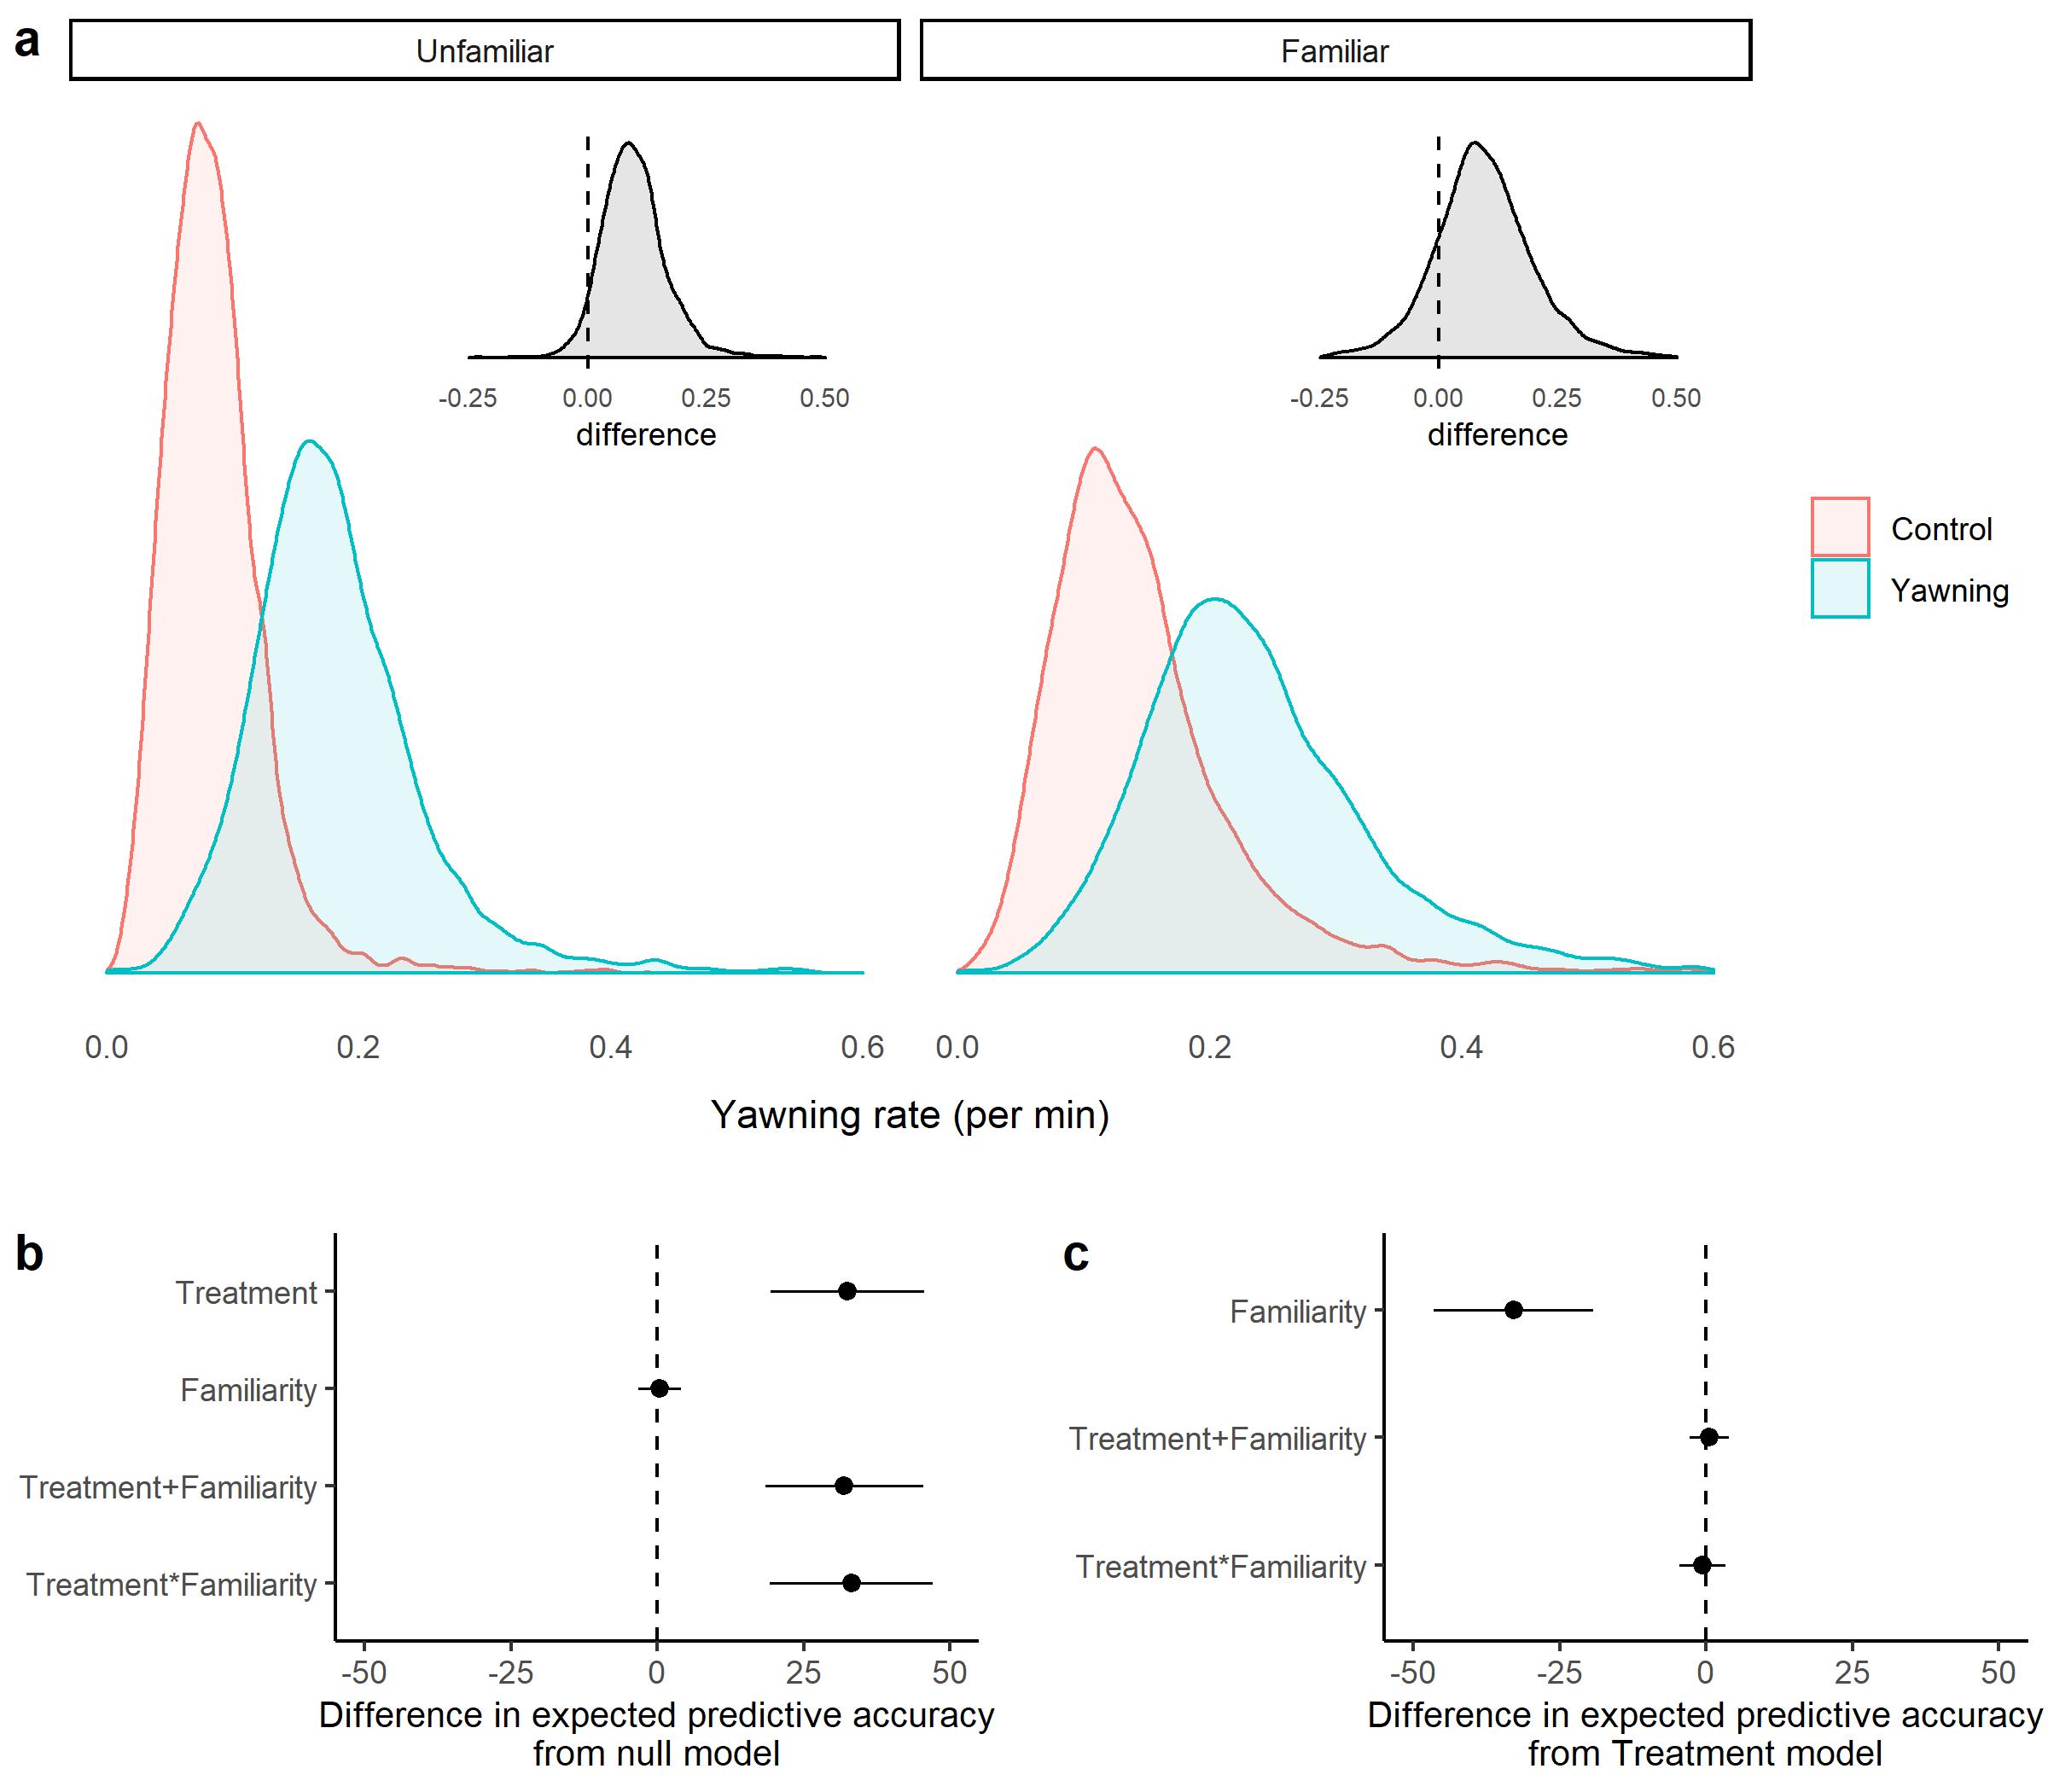 a
Unfamiliar
Familiar
-0.25 0.00 0.25 0.50
difference
-0.25 0.00 0.25 0.50
difference
Control
Yawning
0.0 0.2 0.4 0.6
0.0 0.2 0.4 0.6
Yawning rate (per min)
b
Treatment
Familiarity
Treatment+Familiarity
Treatment*Familiarity
-50 -25 0 25 50
Difference in expected predictive accuracy
from null model
c
Familiarity
Treatment+Familiarity
Treatment*Familiarity
-50 -25 0 25 50
Difference in expected predictive accuracy
from Treatment model